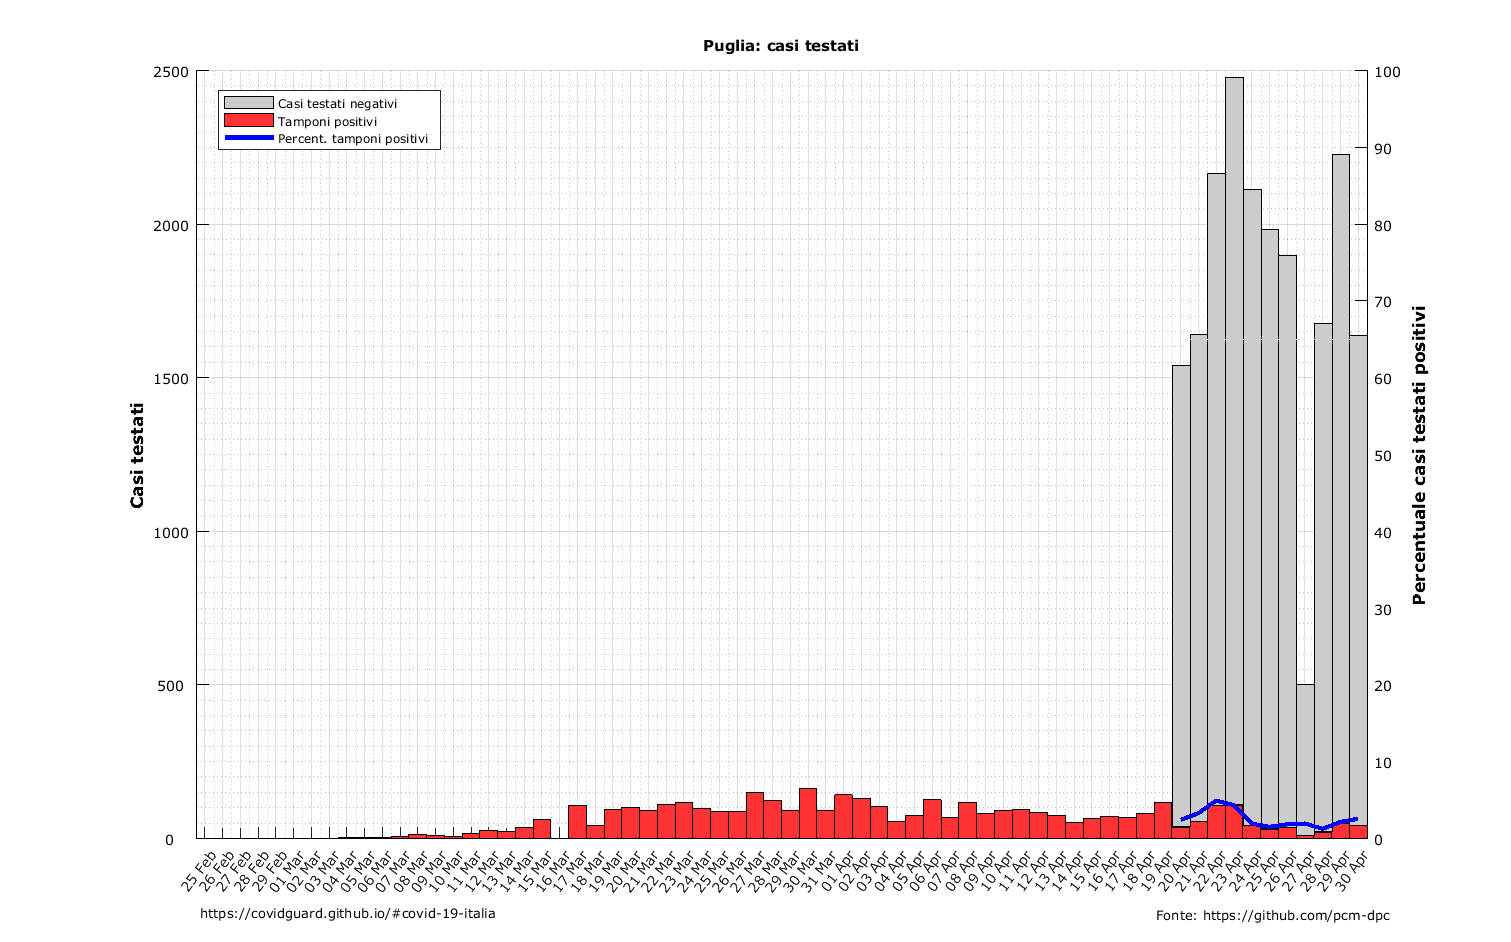 Puglia: casi testati
2500
2000
1500
1000
500
0
Casi testati
Casi testati negativi
Tamponi positivi
Percent. tamponi positivi
100
90
80
70
60
50
40
30
20
10
0
Percentuale casi testati positivi
25 Feb
26 Feb
27 Feb
28 Feb
29 Feb
01 Mar
02 Mar
03 Mar
04 Mar
05 Mar
06 Mar
07 Mar
08 Mar
09 Mar
10 Mar
11 Mar
12 Mar
13 Mar
14 Mar
15 Mar
16 Mar
17 Mar
18 Mar
19 Mar
20 Mar
21 Mar
22 Mar
23 Mar
24 Mar
25 Mar
26 Mar
27 Mar
28 Mar
29 Mar
30 Mar
31 Mar
01 Apr
02 Apr
03 Apr
04 Apr
05 Apr
06 Apr
07 Apr
08 Apr
09 Apr
10 Apr
11 Apr
12 Apr
13 Apr
14 Apr
15 Apr
16 Apr
17 Apr
18 Apr
19 Apr
20 Apr
21 Apr
22 Apr
23 Apr
24 Apr
25 Apr
26 Apr
27 Apr
28 Apr
29 Apr
30 Apr
https://covidguard.github.io/#covid-19-italia
Fonte: https://github.com/pcm-dpc